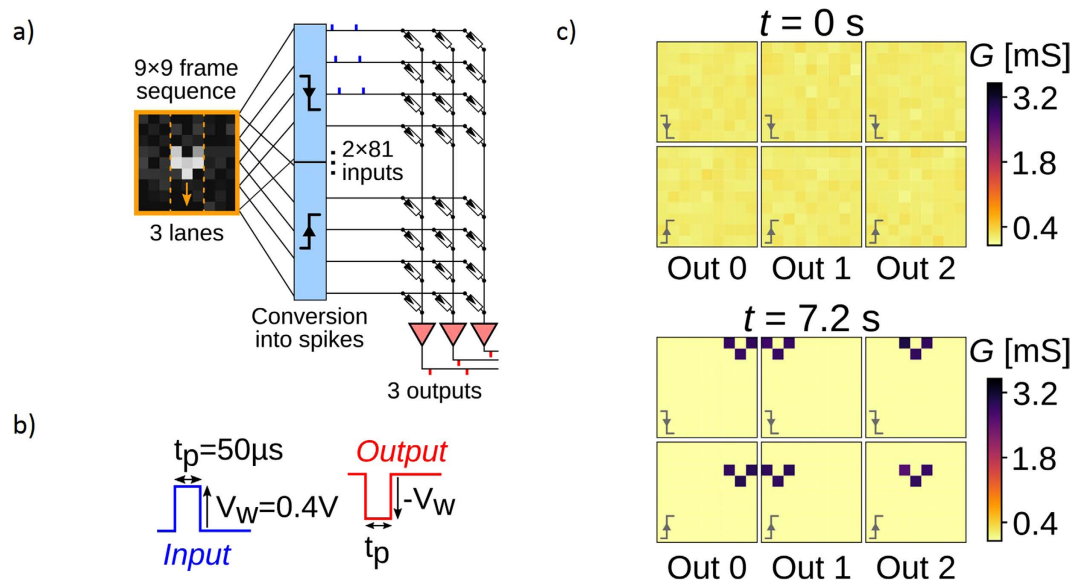 a)
9×9 frame
sequence
3 lanes
2×81
inputs
Conversion
into spikes
3 outputs
b)
tp=50µs
Vw=0.4V
Input
Output
-Vw
tp
c)
t = 0 s
G [mS]
3.2
1.8
0.4
Out 0 Out 1 Out 2
t = 7.2 s
G [mS]
3.2
1.8
0.4
Out 0 Out 1 Out 2